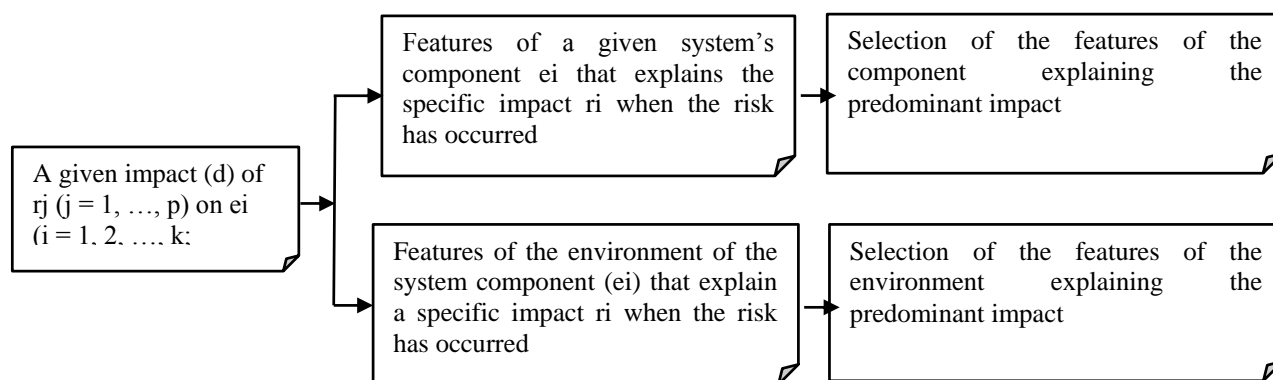 Features of a given system's
component ei that explains the
specific impact ri when the risk
has occurred
Selection of the features of the
component explaining the
predominant impact
A given impact (d) of
rj (j = 1, …, p) on ei
(i = 1, 2, …, k;
Features of the environment of the
system component (ei) that explain
a specific impact ri when the risk
has occurred
Selection of the features of the
environment explaining the
predominant impact